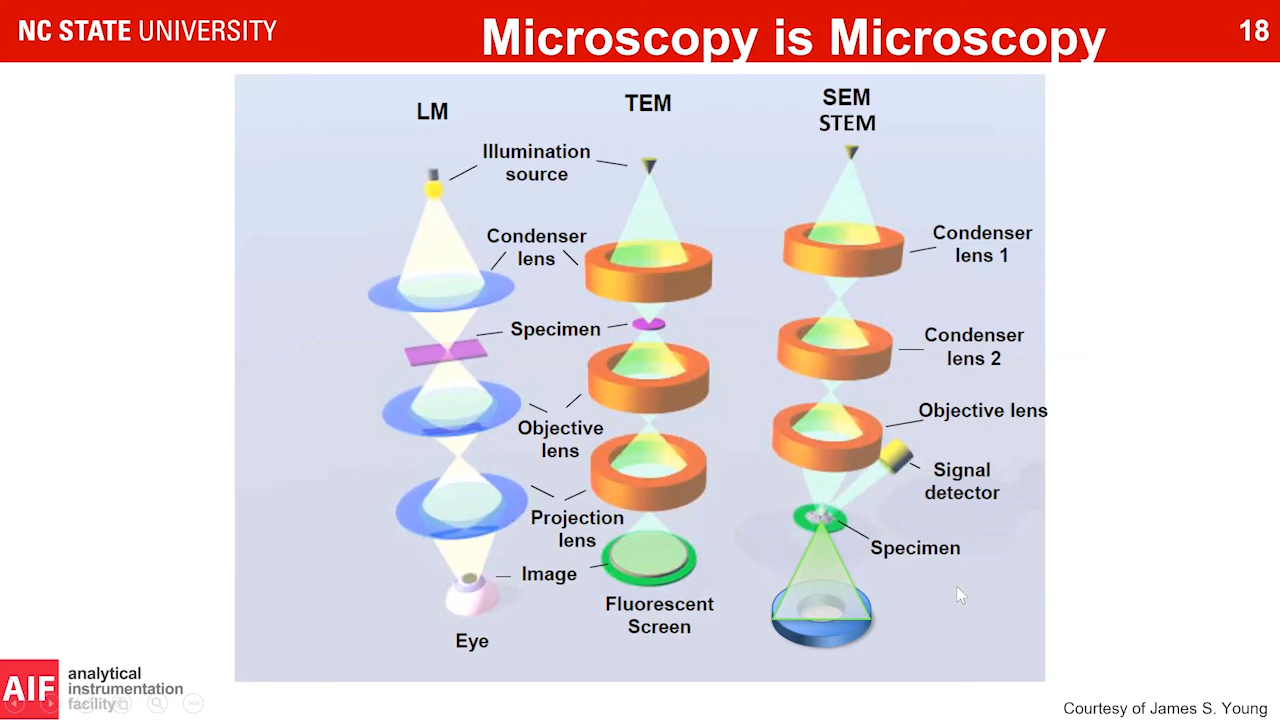 NC STATE UNIVERSITY
Microscopy is Microscopy
18
LM
TEM
SEM
STEM
Illumination
source
Condenser
lens
Condenser
lens 1
Specimen
Condenser
lens 2
Objective
lens
Objective lens
Signal
detector
Projection
lens
Specimen
Image
Fluorescent
Screen
Eye
AIF
analytical
instrumentation
facility
Courtesy of James S. Young